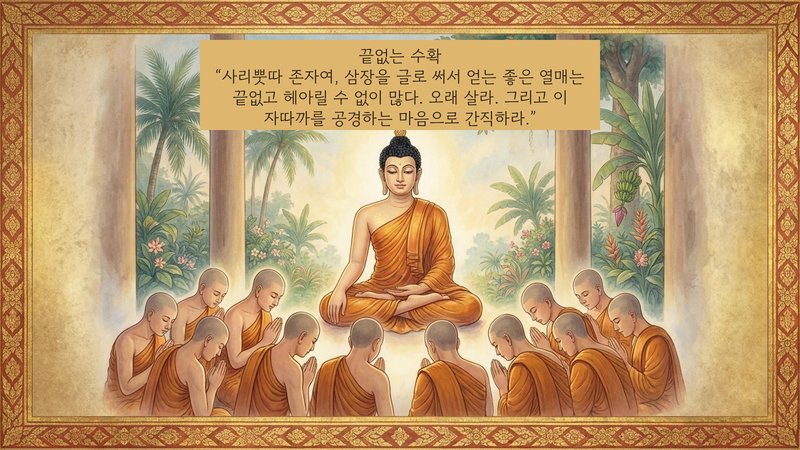 끝없는 수확
“사리뿟따 존자여, 삼장을 글로 써서 얻는 좋은 열매는
끝없고 헤아릴 수 없이 많다. 오래 살라. 그리고 이
자따까를 공경하는 마음으로 간직하라.”